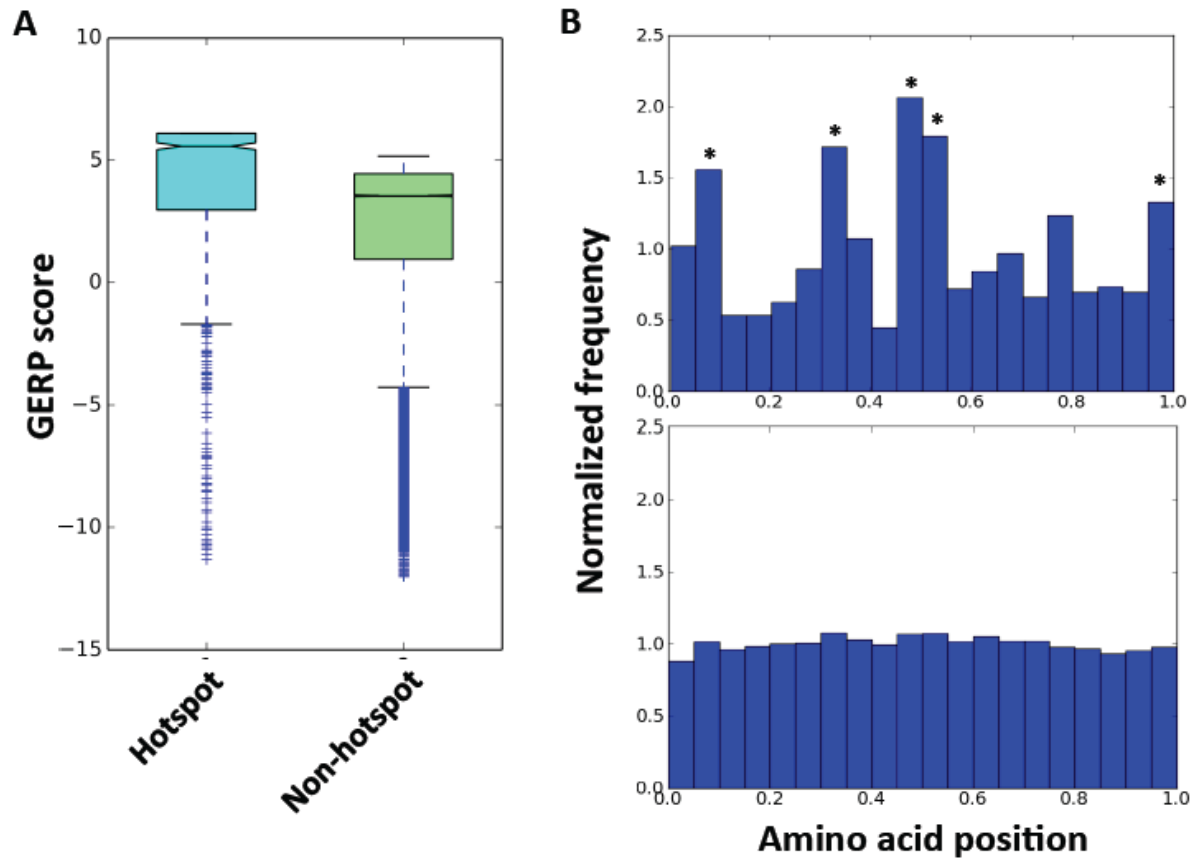 A
GERP score
10
5
0
−5
−10
−15
Hotspot
Non-hotspot
B
Normalized frequency
2.5
2.0
1.5
1.0
0.5
0.0
* * * * *
0.0 0.2 0.4 0.6 0.8 1.0
2.5
2.0
1.5
1.0
0.5
0.0
0.0 0.2 0.4 0.6 0.8 1.0
Amino acid position